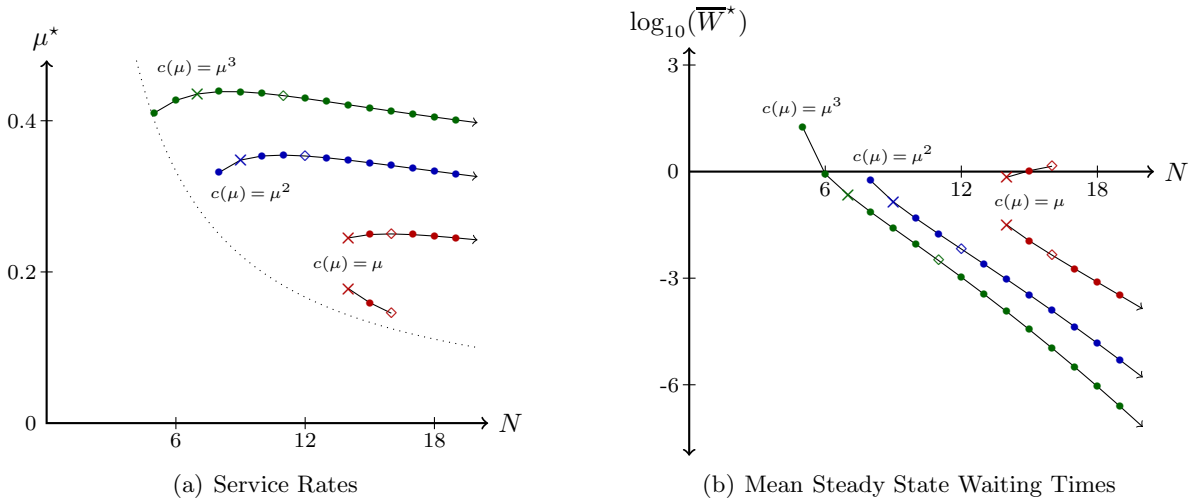 μ⋆
c(μ) = μ³
0.4
c(μ) = μ²
c(μ) = μ
0.2
0
6
12
18
N
(a) Service Rates
log₁₀(W̅⋆)
3
c(μ) = μ³
c(μ) = μ²
0
6
12
18
N
c(μ) = μ
-3
-6
(b) Mean Steady State Waiting Times